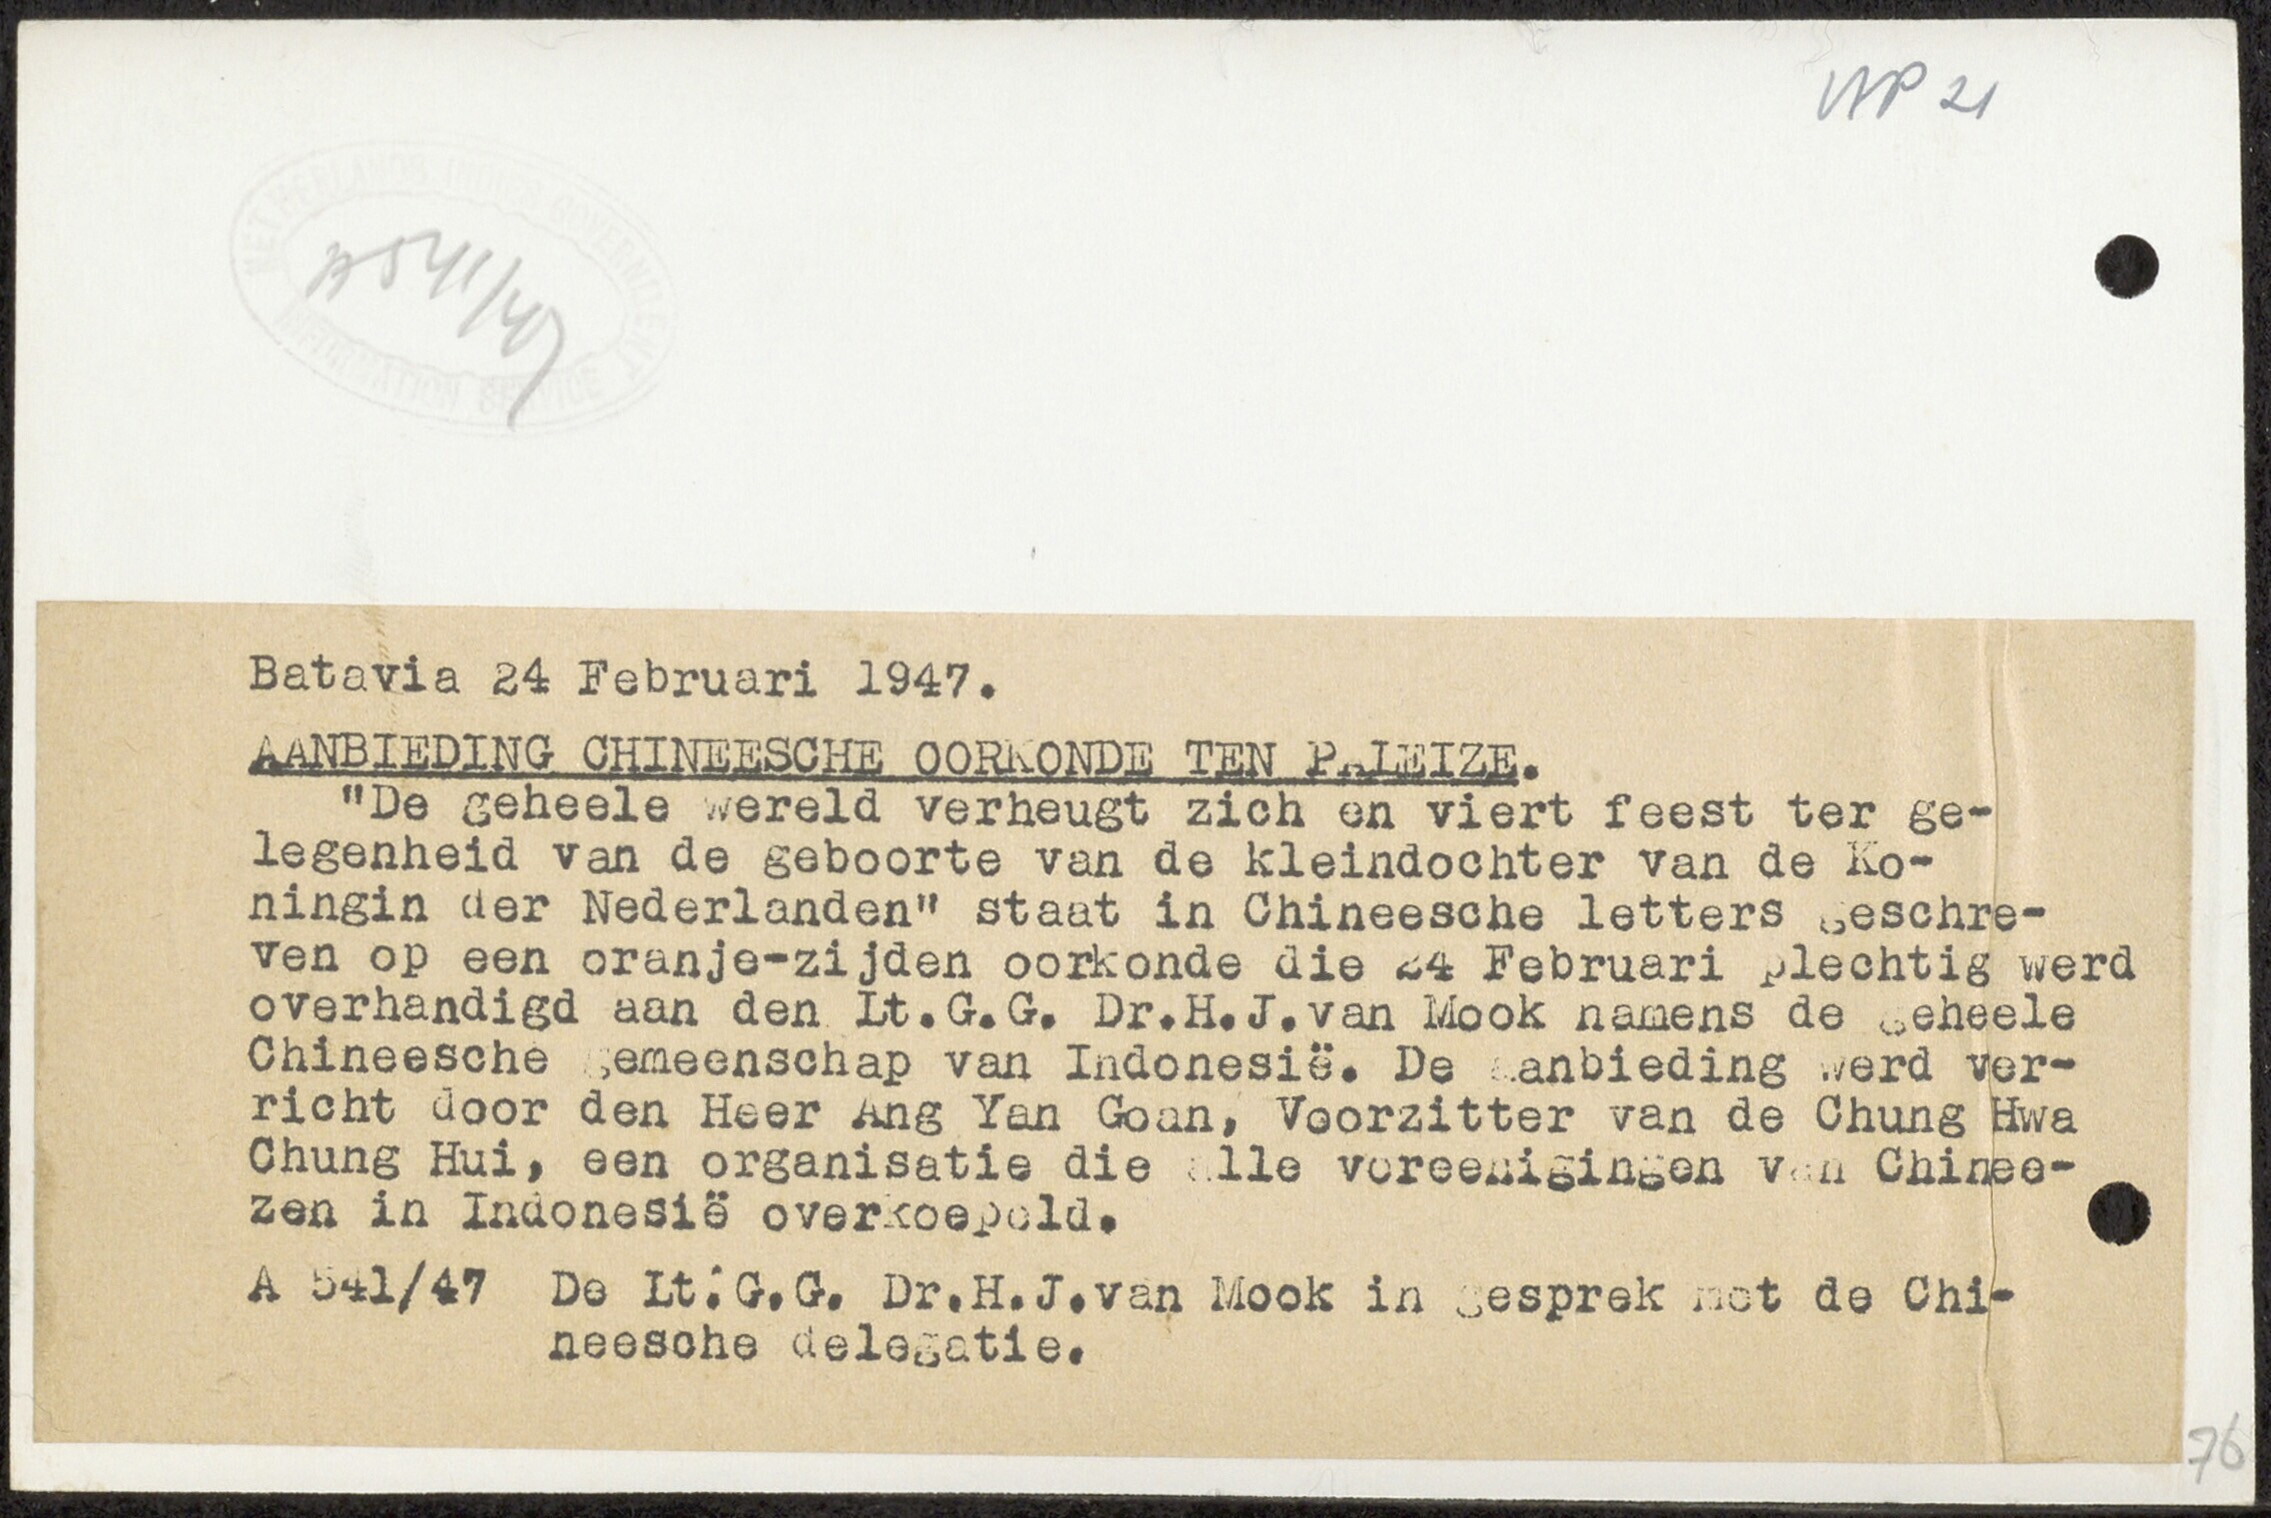 WP 21
NETHERLANDS INDIES GOVERNMENT
A 541/47
INFORMATION SERVICE
Batavia 24 Februari 1947.
AANBIEDING CHINEESCHE OORKONDE TEN PALEIZE.
"De geheele wereld verheugt zich en viert feest ter ge-
legenheid van de geboorte van de kleindochter van de Ko-
ningin der Nederlanden" staat in Chineesche letters geschre-
ven op een oranje-zijden oorkonde die 24 Februari plechtig werd
overhandigd aan den Lt.G.G. Dr.H.J.van Mook namens de geheele
Chineesche gemeenschap van Indonesië. De aanbieding werd ver-
richt door den Heer Ang Yan Goan, Voorzitter van de Chung Hwa
Chung Hui, een organisatie die alle vereenigingen van Chinee-
zen in Indonesië overkoepeld.
A 541/47 De Lt.G.G. Dr.H.J.van Mook in gesprek met de Chi-
neesche delegatie.
76